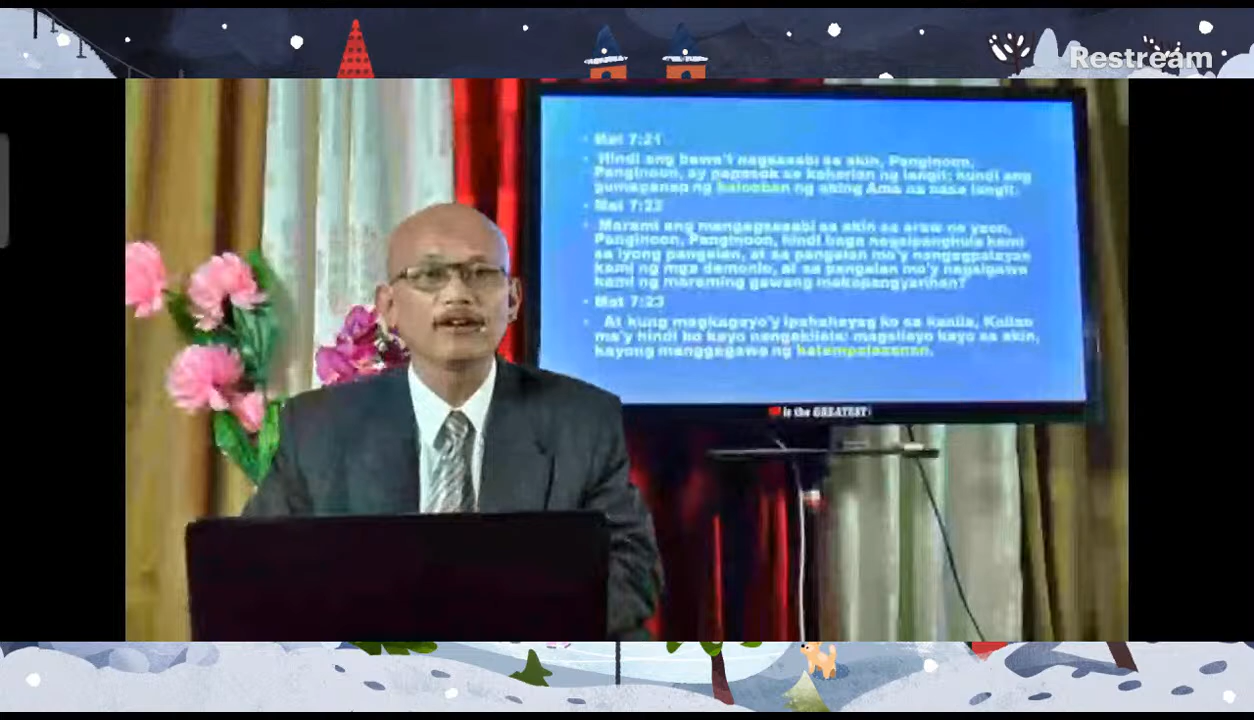 Restream
Mat 7:21
Hindi ang bawa't nagsasabi sa akin, Panginoon,
Panginoon, ay papasok sa kaharian ng langit; kundi ang
gumaganap ng kalooban ng aking Ama na nasa langit.
Mat 7:23
Marami ang mangagsasabi sa akin sa araw na yaon,
Panginoon, Panginoon, hindi baga nagsipanghula kami
sa iyong pangalan, at sa pangalan mo'y nangagpalayas
kami ng mga demonio, at sa pangalan mo'y nagsigawa
kami ng maraming gawang makapangyarihan?
Mat 7:23
At kung magkagayo'y ipahahayag ko sa kanila, Kailan
ma'y hindi ko kayo nangakilala: magsilayo kayo sa akin,
kayong manggagawa ng katampalasanan.
is the GREATEST